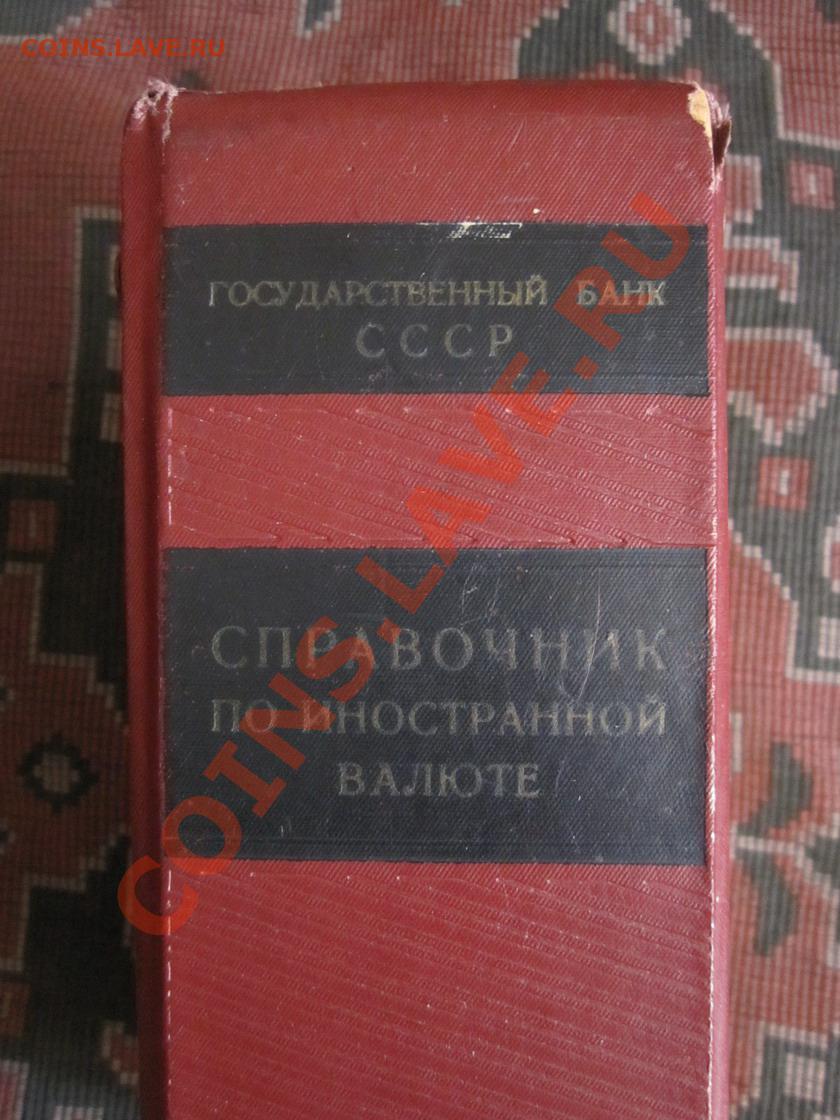 COINS.LAVE.RU
ГОСУДАРСТВЕННЫЙ БАНК
СССР
СПРАВОЧНИК
ПО ИНОСТРАННОЙ
ВАЛЮТЕ
COINS.LAVE.RU